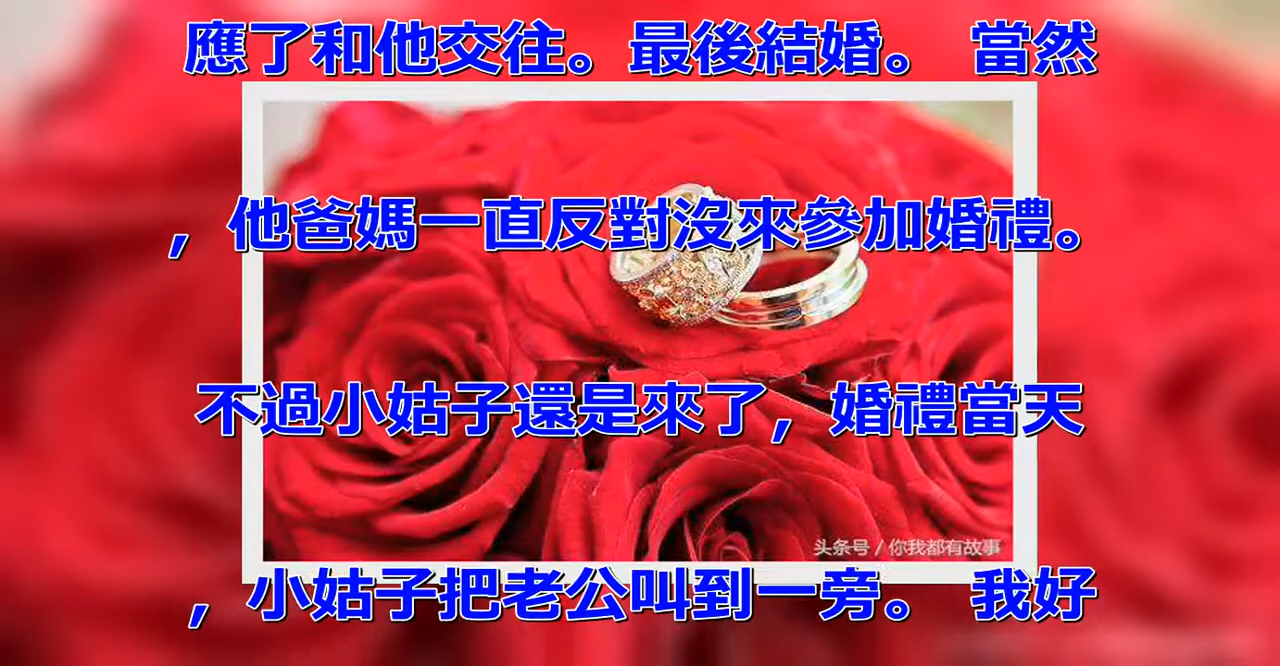 應了和他交往。最後結婚。 當然
，他爸媽一直反對沒來參加婚禮。
不過小姑子還是來了，婚禮當天
头条号 / 你我都有故事
，小姑子把老公叫到一旁。 我好